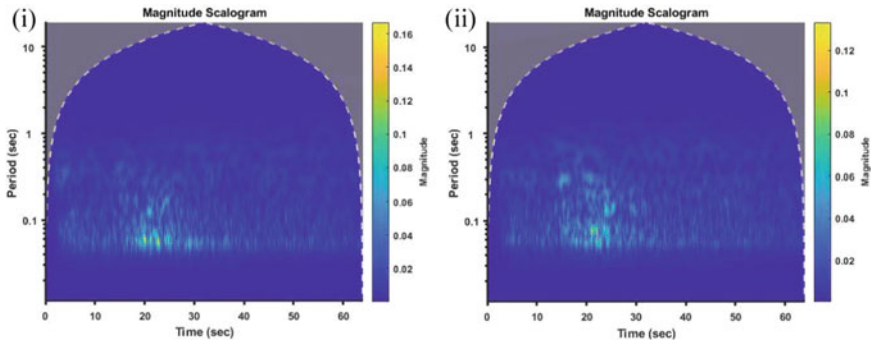 (i)
Magnitude Scalogram
10
1
0.1
Period (sec)
0 10 20 30 40 50 60
Time (sec)
0.16
0.14
0.12
0.1
0.08
0.06
0.04
0.02
Magnitude
(ii)
Magnitude Scalogram
10
1
0.1
Period (sec)
0 10 20 30 40 50 60
Time (sec)
0.12
0.1
0.08
0.06
0.04
0.02
Magnitude